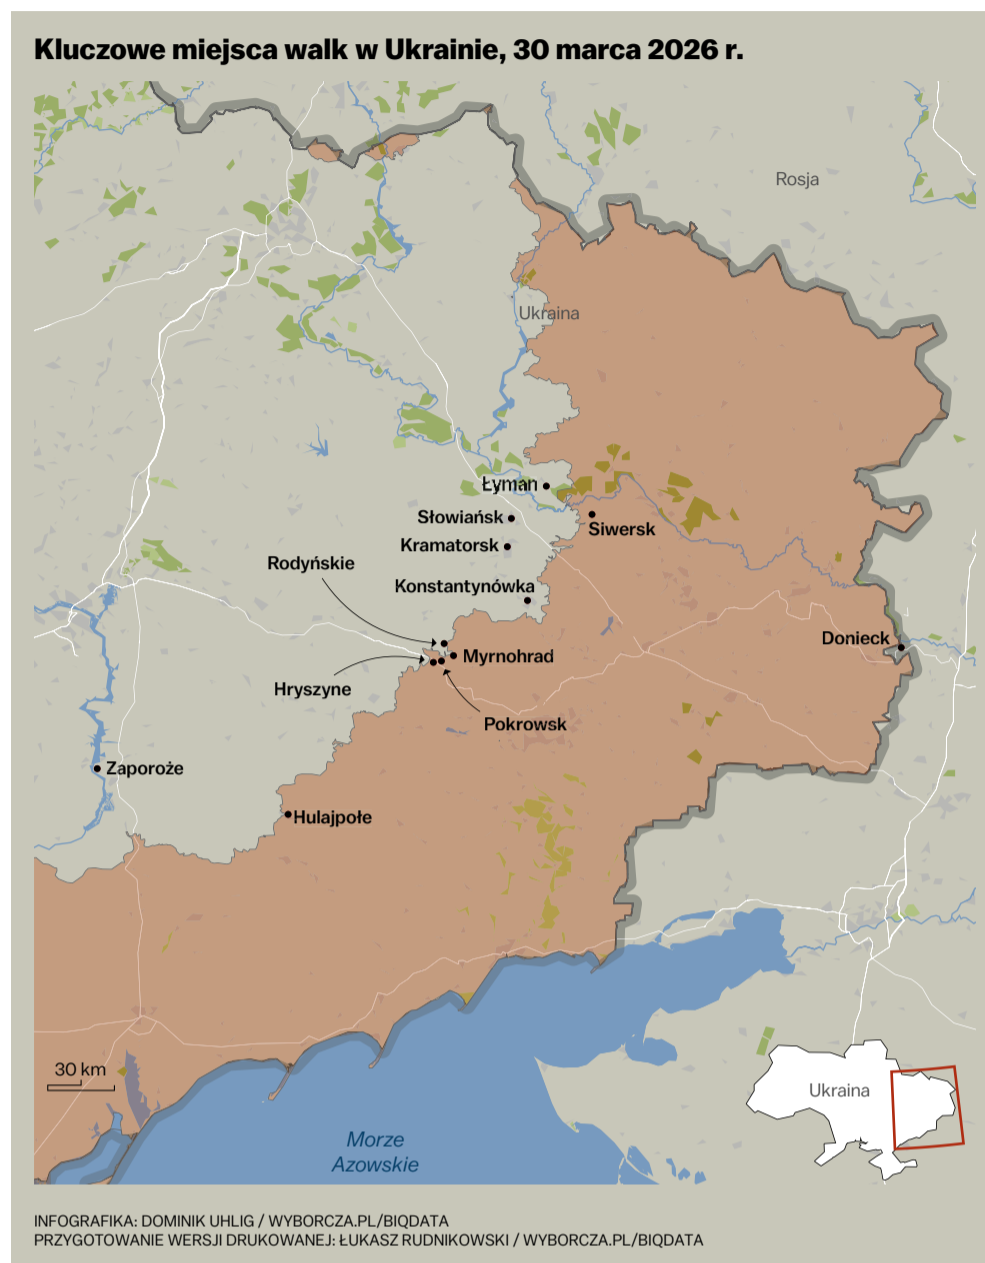 Kluczowe miejsca walk w Ukrainie, 30 marca 2026 r.
Rosja
Ukraina
Łyman
Słowiańsk
Siwersk
Kramatorsk
Rodyńskie
Konstantynówka
Donieck
Myrnohrad
Hryszyne
Pokrowsk
Zaporoże
Hulajpołe
30 km
Ukraina
Morze
Azowskie
INFOGRAFIKA: DOMINIK UHLIG / WYBORCZA.PL/BIQDATA
PRZYGOTOWANIE WERSJI DRUKOWANEJ: ŁUKASZ RUDNIKOWSKI / WYBORCZA.PL/BIQDATA